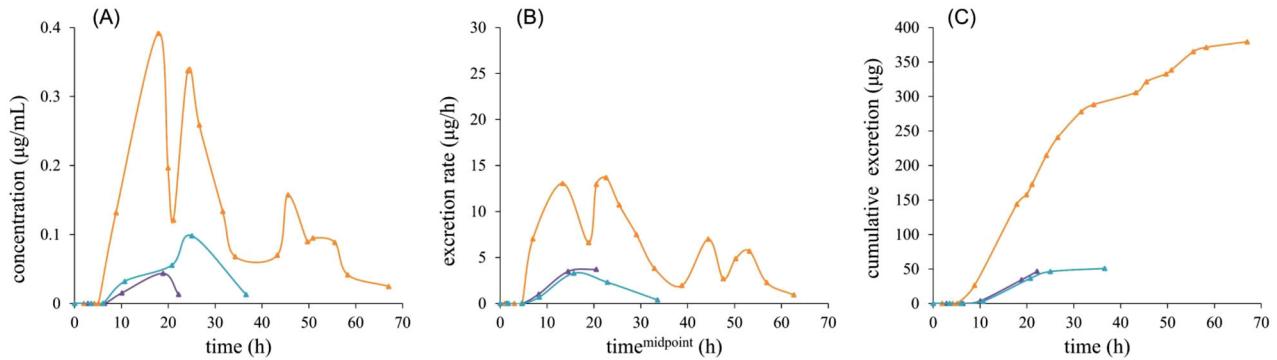 (A)
concentration (µg/mL)
0.4
0.3
0.2
0.1
0
0 10 20 30 40 50 60 70
time (h)
(B)
excretion rate (µg/h)
30
25
20
15
10
5
0
0 10 20 30 40 50 60 70
time^midpoint (h)
(C)
cumulative excretion (µg)
400
350
300
250
200
150
100
50
0
0 10 20 30 40 50 60 70
time (h)